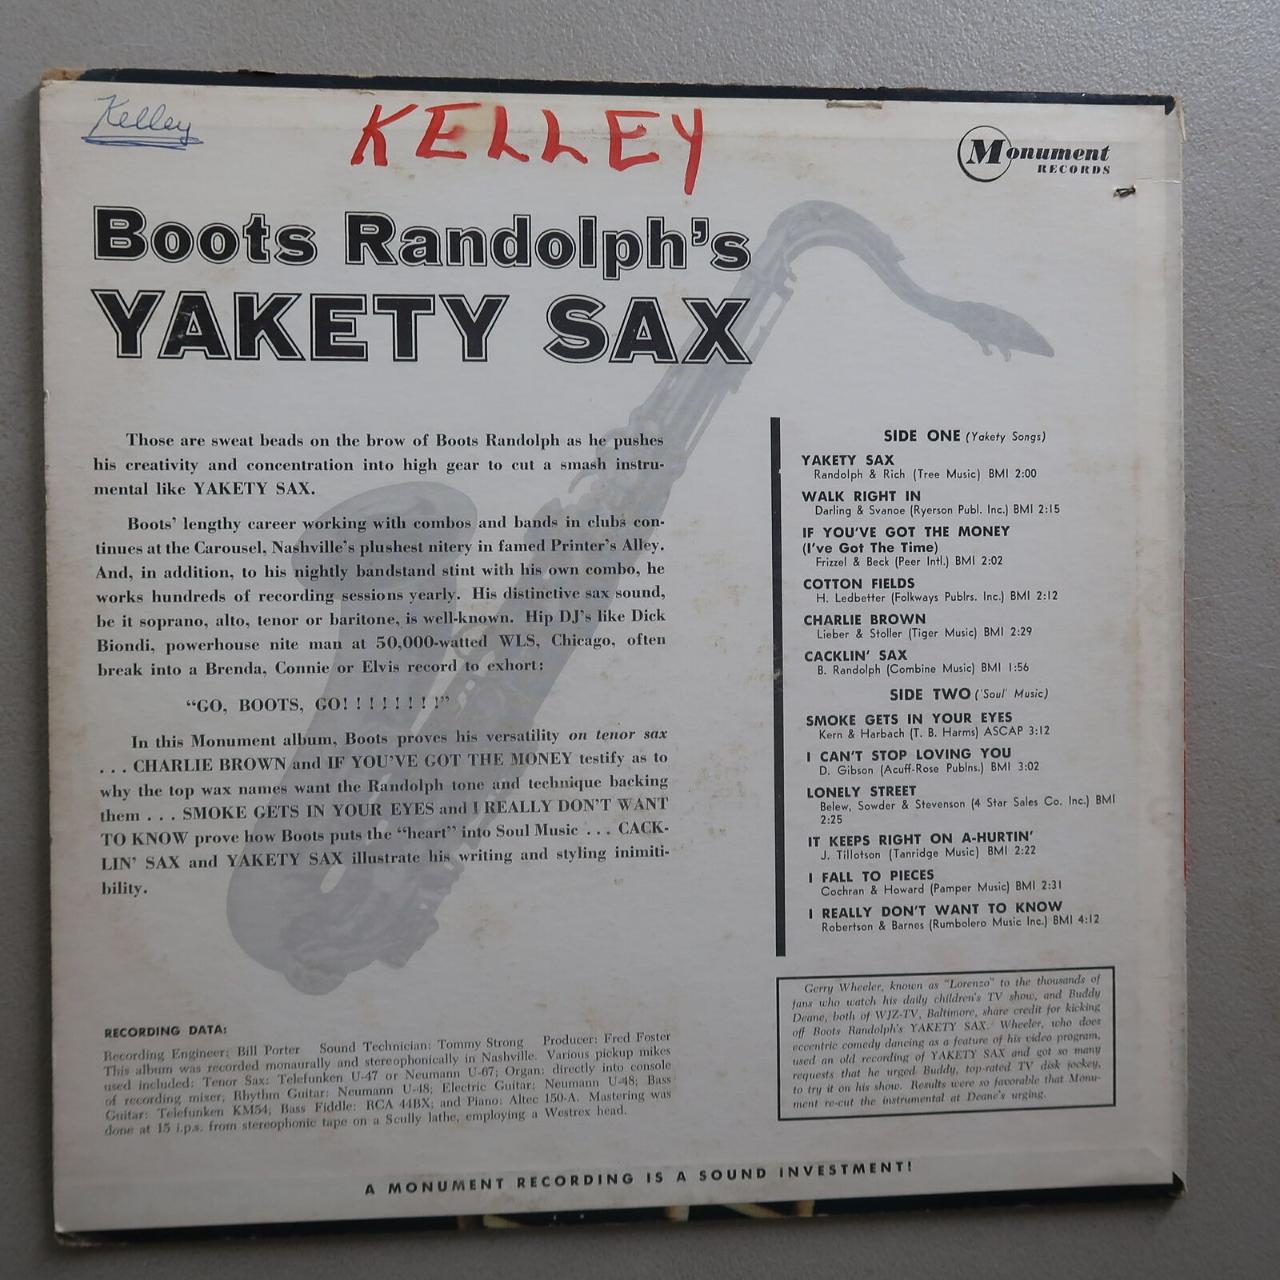 Kelley
KELLEY
Monument
RECORDS
Boots Randolph's
YAKETY SAX
Those are sweat beads on the brow of Boots Randolph as he pushes
his creativity and concentration into high gear to cut a smash instru-
mental like YAKETY SAX.
Boots' lengthy career working with combos and bands in clubs con-
tinues at the Carousel, Nashville's plushest nitery in famed Printer's Alley.
And, in addition, to his nightly bandstand stint with his own combo, he
works hundreds of recording sessions yearly. His distinctive sax sound,
be it soprano, alto, tenor or baritone, is well-known. Hip DJ's like Dick
Biondi, powerhouse nite man at 50,000-watted WLS, Chicago, often
break into a Brenda, Connie or Elvis record to exhort:
"GO, BOOTS, GO! ! ! ! ! ! ! !"
In this Monument album, Boots proves his versatility on tenor sax
. . . CHARLIE BROWN and IF YOU'VE GOT THE MONEY testify as to
why the top wax names want the Randolph tone and technique backing
them . . . SMOKE GETS IN YOUR EYES and I REALLY DON'T WANT
TO KNOW prove how Boots puts the "heart" into Soul Music . . . CACK-
LIN' SAX and YAKETY SAX illustrate his writing and styling inimiti-
bility.
RECORDING DATA:
Recording Engineer: Bill Porter Sound Technician: Tommy Strong Producer: Fred Foster
This album was recorded monaurally and stereophonically in Nashville. Various pickup mikes
used included: Tenor Sax: Telefunken U-47 or Neumann U-67; Organ: directly into console
of recording mixer; Rhythm Guitar: Neumann U-48; Electric Guitar: Neumann U-48; Bass
Guitar: Telefunken KM54; Bass Fiddle: RCA 44BX; and Piano: Altec 150-A. Mastering was
done at 15 i.p.s. from stereophonic tape on a Scully lathe, employing a Westrex head.
SIDE ONE (Yakety Songs)
YAKETY SAX
Randolph & Rich (Tree Music) BMI 2:00
WALK RIGHT IN
Darling & Svanoe (Ryerson Publ. Inc.) BMI 2:15
IF YOU'VE GOT THE MONEY
(I've Got The Time)
Frizzel & Beck (Peer Intl.) BMI 2:02
COTTON FIELDS
H. Ledbetter (Folkways Publrs. Inc.) BMI 2:12
CHARLIE BROWN
Lieber & Stoller (Tiger Music) BMI 2:29
CACKLIN' SAX
B. Randolph (Combine Music) BMI 1:56
SIDE TWO ('Soul' Music)
SMOKE GETS IN YOUR EYES
Kern & Harbach (T. B. Harms) ASCAP 3:12
I CAN'T STOP LOVING YOU
D. Gibson (Acuff-Rose Publns.) BMI 3:02
LONELY STREET
Belew, Sowder & Stevenson (4 Star Sales Co. Inc.) BMI
2:25
IT KEEPS RIGHT ON A-HURTIN'
J. Tillotson (Tanridge Music) BMI 2:22
I FALL TO PIECES
Cochran & Howard (Pamper Music) BMI 2:31
I REALLY DON'T WANT TO KNOW
Robertson & Barnes (Rumbolero Music Inc.) BMI 4:12
Gerry Wheeler, known as "Lorenzo" to the thousands of
fans who watch his daily children's TV show, and Buddy
Deane, both of WJZ-TV, Baltimore, share credit for kicking
off Boots Randolph's YAKETY SAX. Wheeler, who does
eccentric comedy dancing as a feature of his video program,
used an old recording of YAKETY SAX and got so many
requests that he urged Buddy, top-rated TV disk jockey,
to try it on his show. Results were so favorable that Monu-
ment re-cut the instrumental at Deane's urging.
A MONUMENT RECORDING IS A SOUND INVESTMENT!